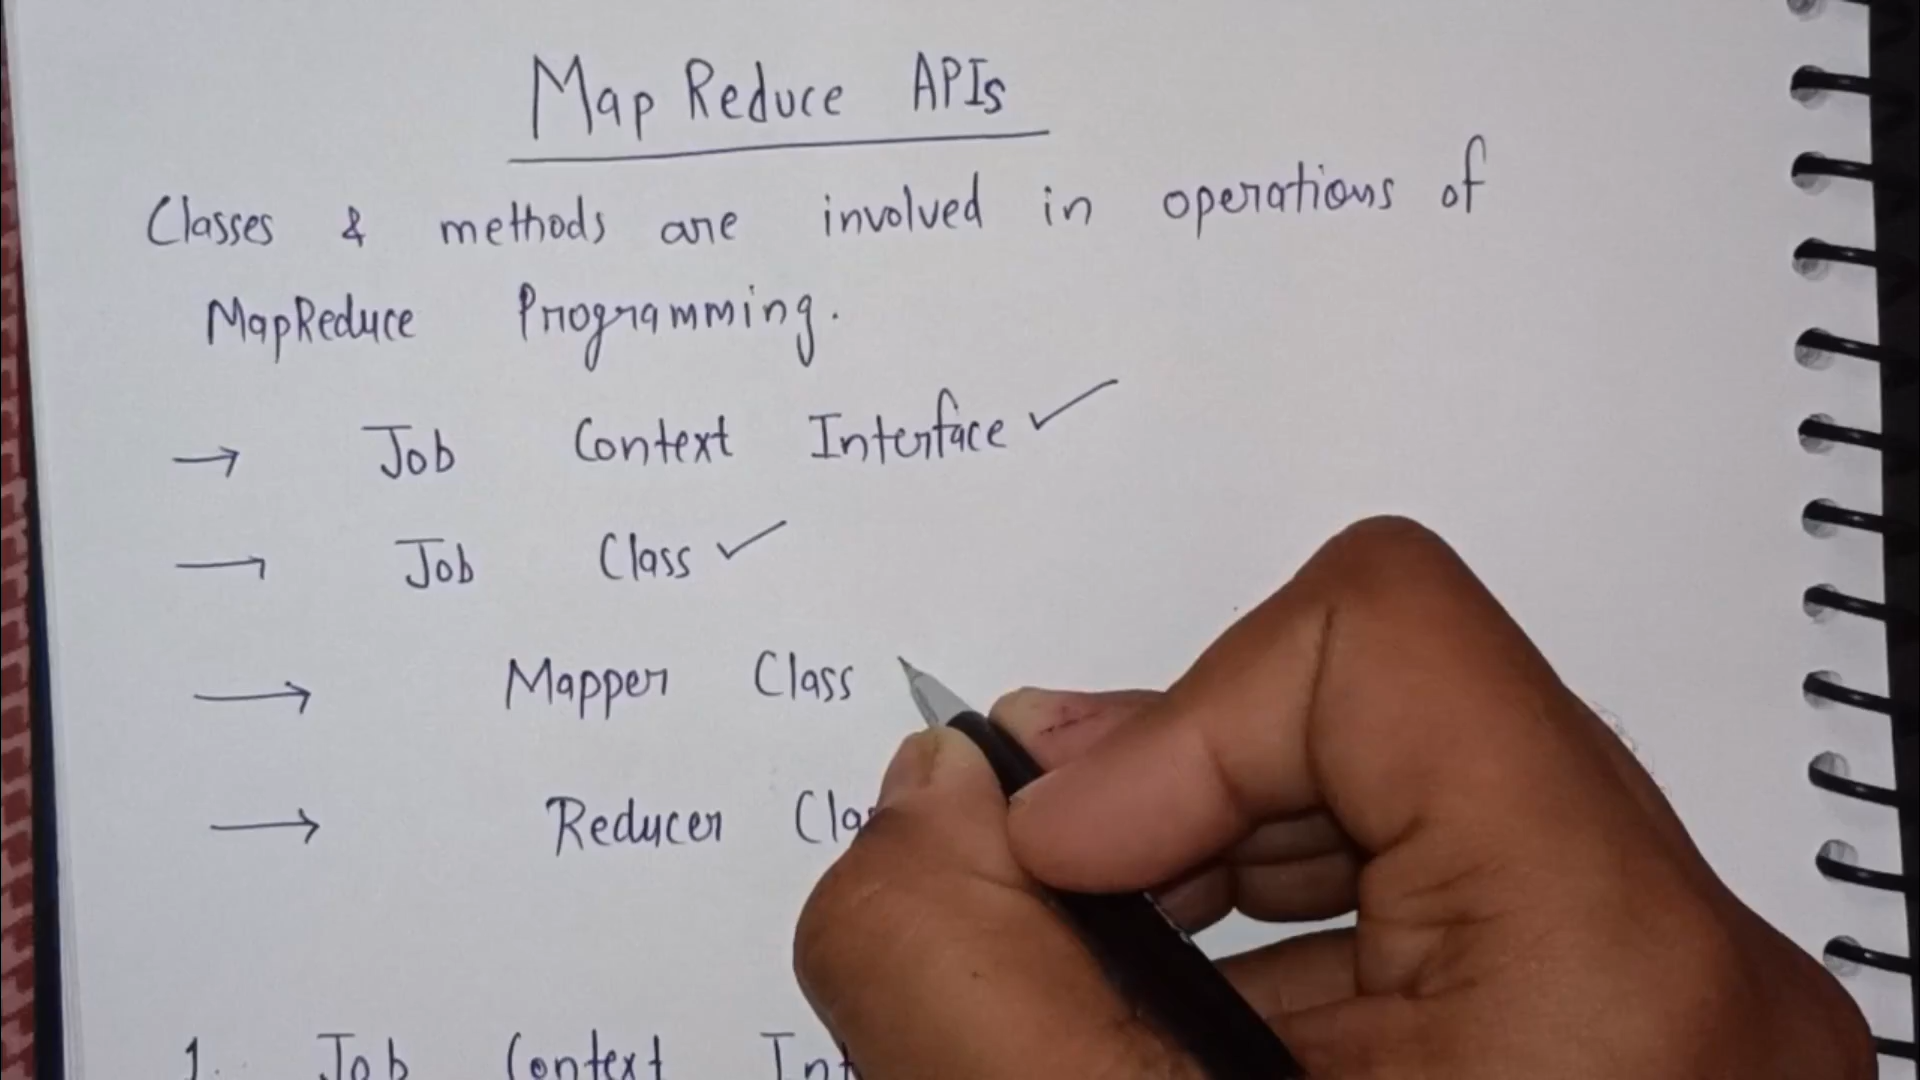 Map Reduce APIs
Classes & methods are involved in operations of
MapReduce Programming.
→ Job Context Interface ✓
→ Job Class ✓
→ Mapper Class
→ Reducer
1. Job Context